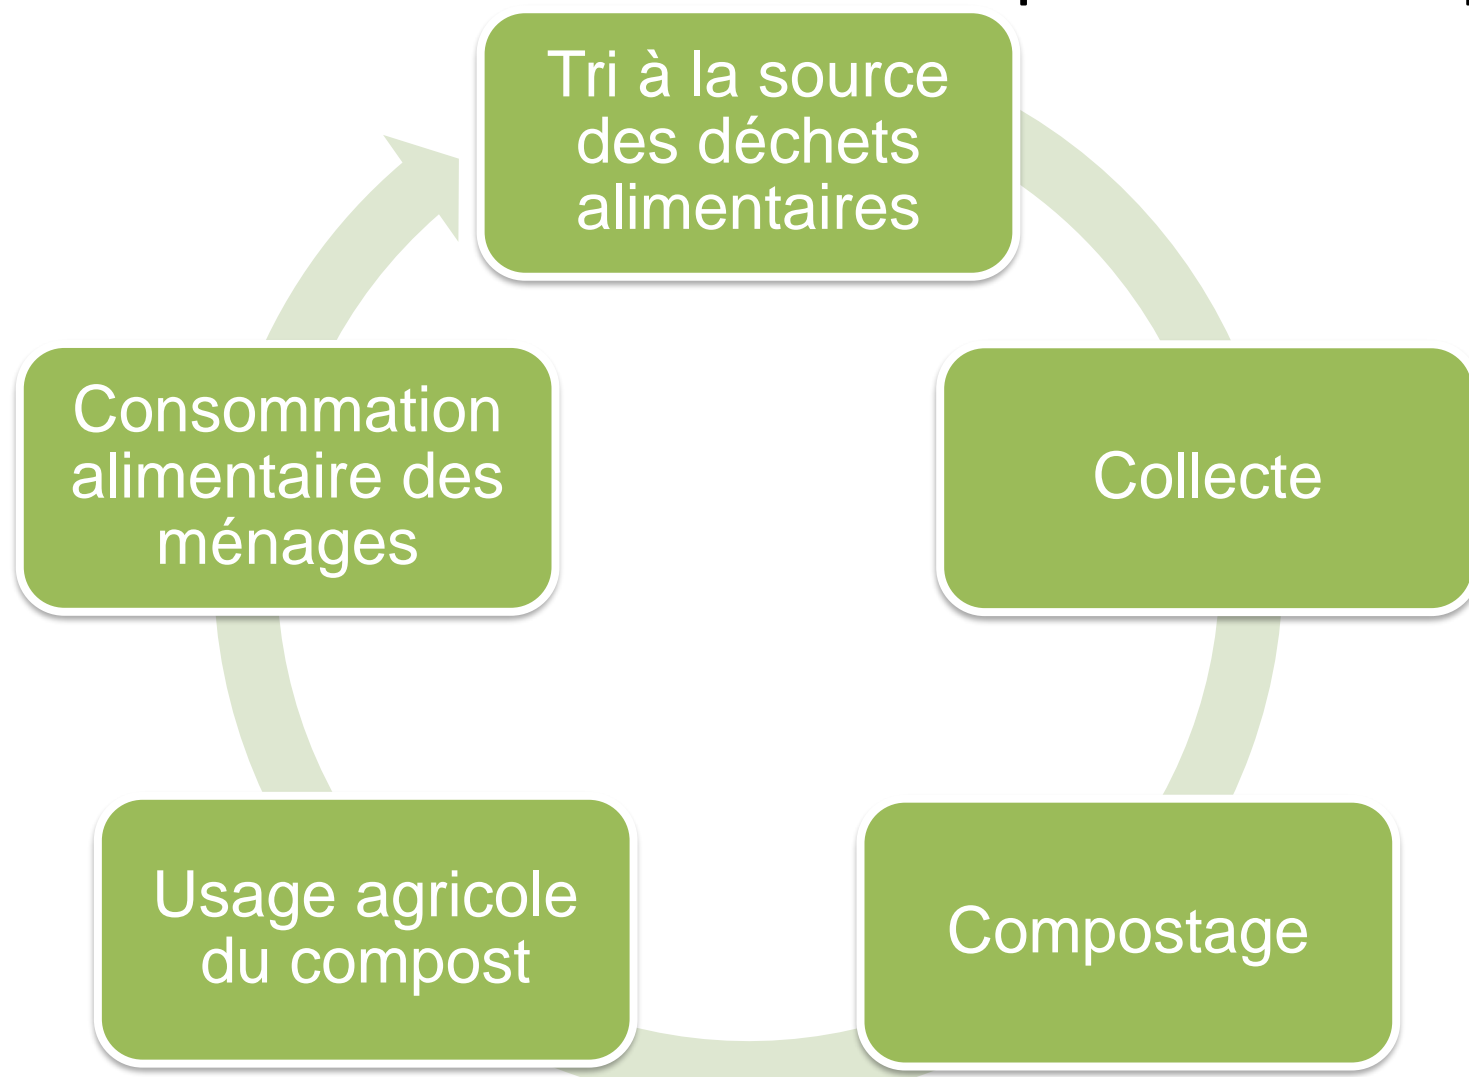 Tri à la source
des déchets
alimentaires
Collecte
Compostage
Usage agricole
du compost
Consommation
alimentaire des
ménages